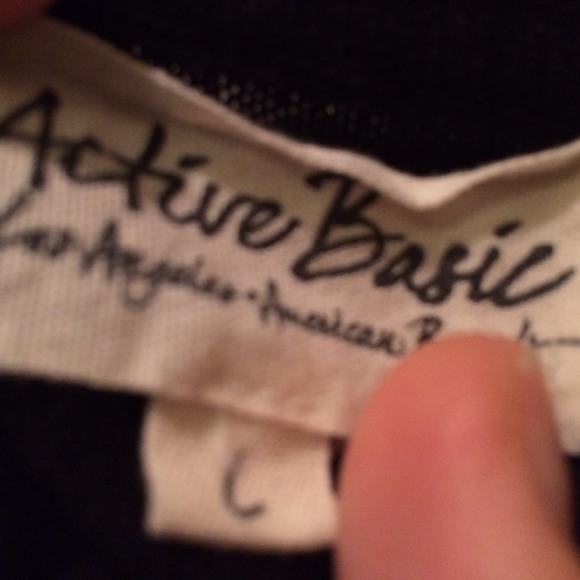 Active Basic
Los Angeles · American
L